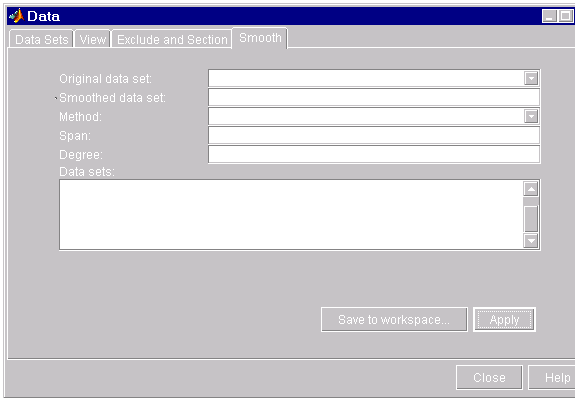 Data
Data Sets View Exclude and Section Smooth
Original data set:
Smoothed data set:
Method:
Span:
Degree:
Data sets:
Save to workspace... Apply
Close Help